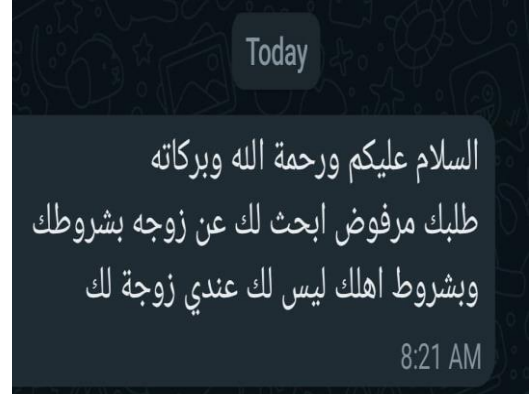 Today
السلام عليكم ورحمة الله وبركاته
طلبك مرفوض ابحث لك عن زوجه بشروطك
وبشروط اهلك ليس لك عندي زوجة لك
8:21 AM